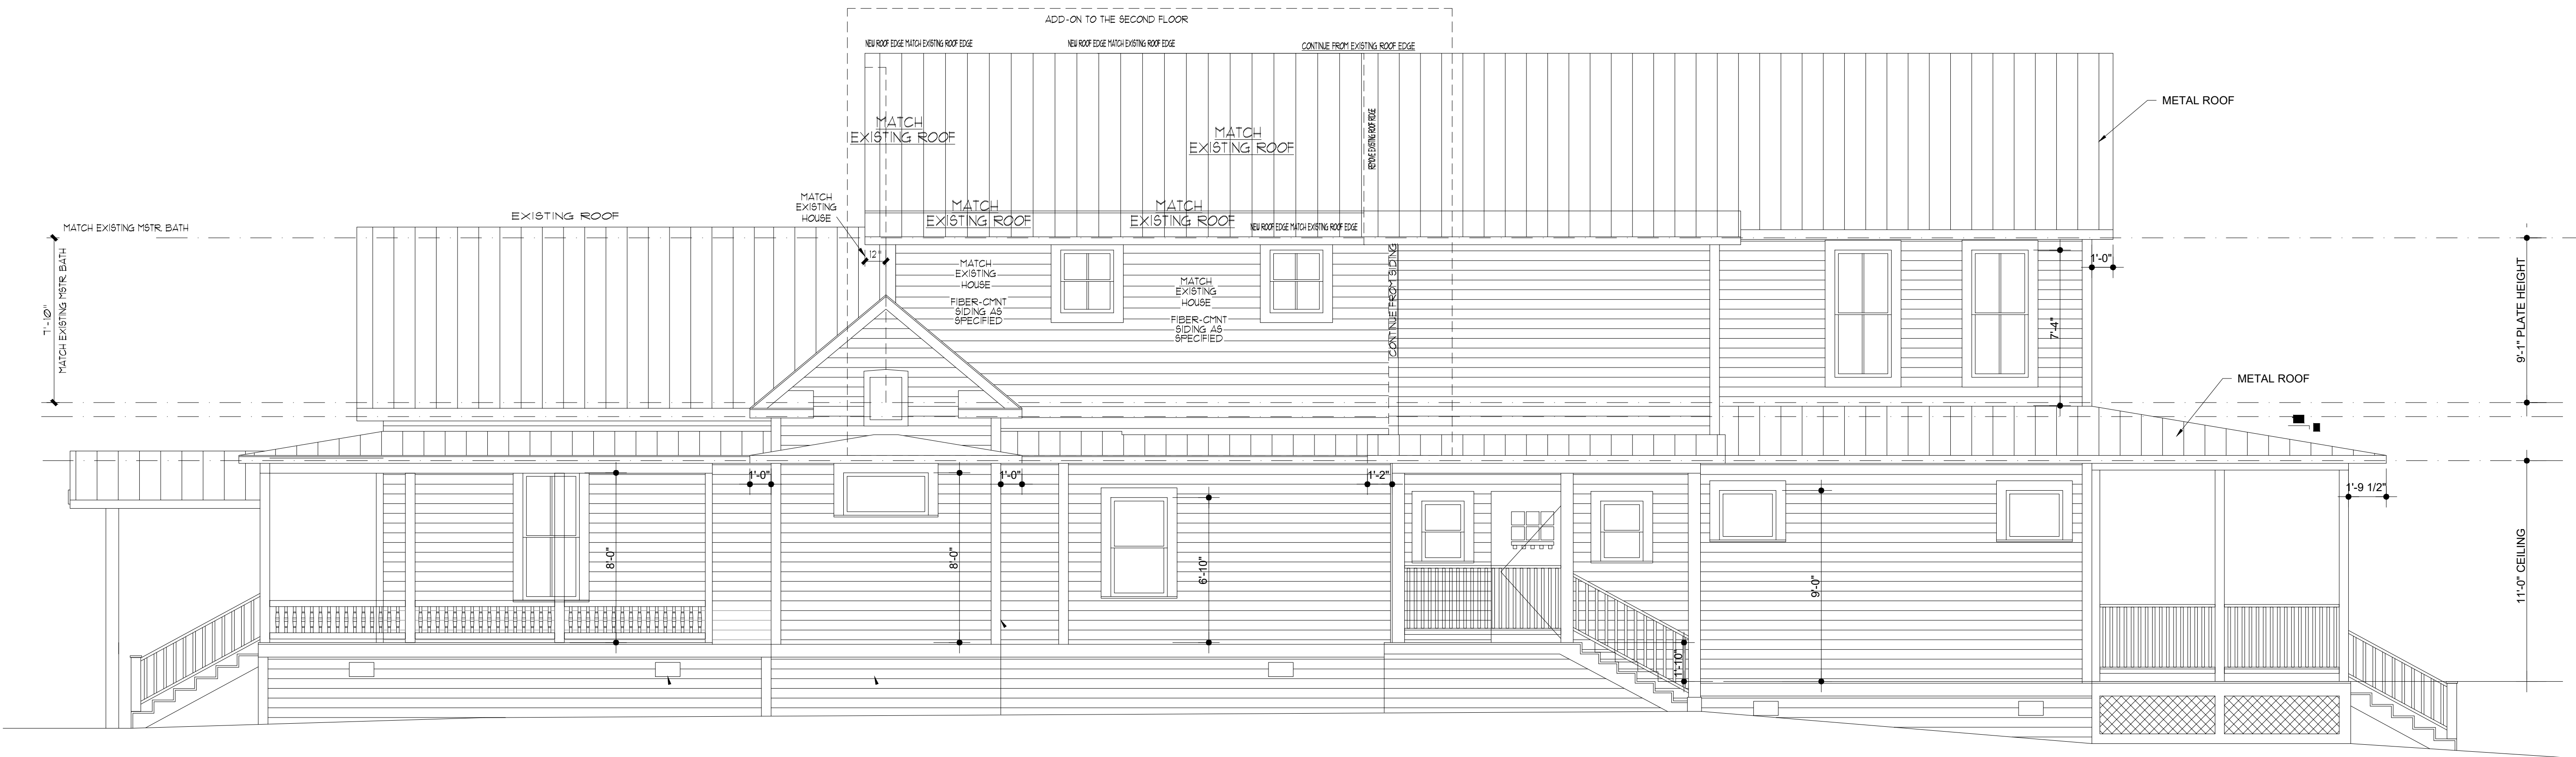 ADD-ON TO THE SECOND FLOOR
NEW ROOF EDGE MATCH EXISTING ROOF EDGE
NEW ROOF EDGE MATCH EXISTING ROOF EDGE
CONTINUE FROM EXISTING ROOF EDGE
METAL ROOF
MATCH
EXISTING ROOF
MATCH
EXISTING ROOF
REMOVE EXISTING ROOF EDGE
MATCH
EXISTING
HOUSE
MATCH
EXISTING ROOF
MATCH
EXISTING ROOF
EXISTING ROOF
MATCH EXISTING MSTR. BATH
NEW ROOF EDGE MATCH EXISTING ROOF EDGE
12"
1'-0"
MATCH
EXISTING
HOUSE
FIBER-CMNT
SIDING AS
SPECIFIED
MATCH
EXISTING
HOUSE
FIBER-CMNT
SIDING AS
SPECIFIED
CONTINUE FROM SIDING
7'-10"
MATCH EXISTING MSTR. BATH
7'-4"
9'-1" PLATE HEIGHT
METAL ROOF
1'-0"
1'-0"
1'-2"
1'-9 1/2"
8'-0"
8'-0"
6'-10"
9'-0"
11'-0" CEILING
1'-10"